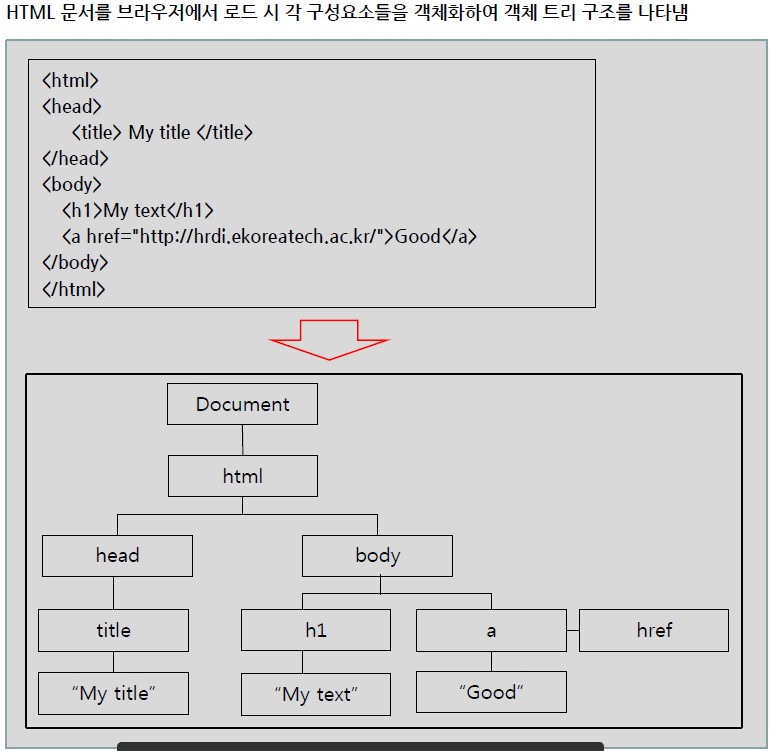 HTML 문서를 브라우저에서 로드 시 각 구성요소들을 객체화하여 객체 트리 구조를 나타냄
<html>
<head>
<title> My title </title>
</head>
<body>
<h1>My text</h1>
<a href="http://hrdi.ekoreatech.ac.kr/">Good</a>
</body>
</html>
Document
html
head body
title h1 a href
“My title” “My text” “Good”